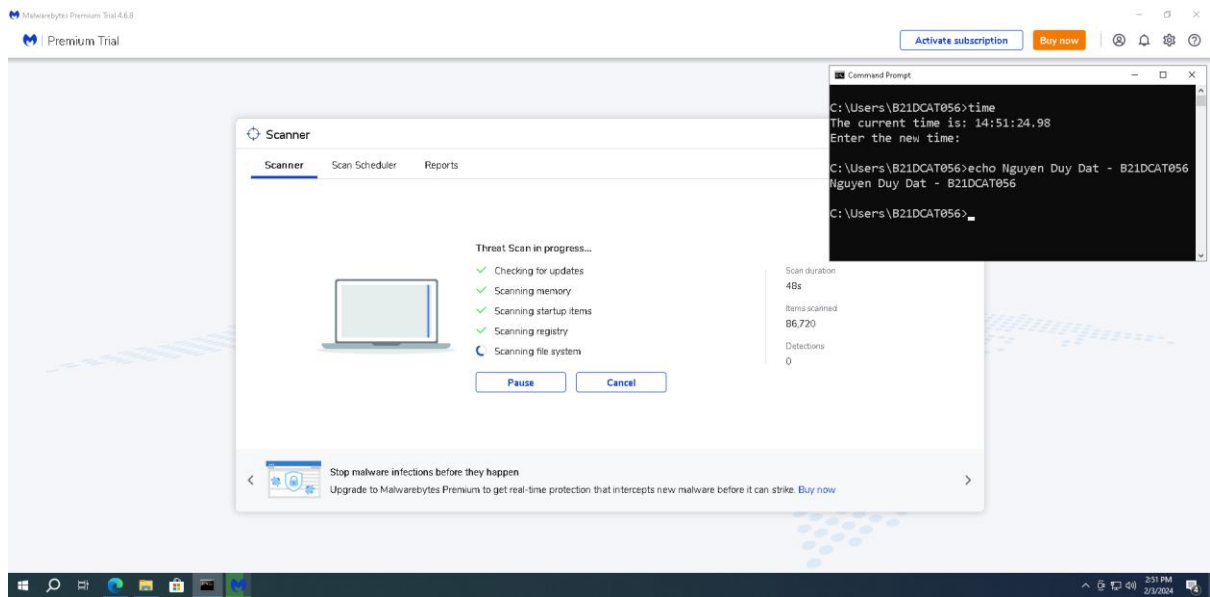 Malwarebytes Premium Trial 4.6.8
Premium Trial
Activate subscription
Buy now
Command Prompt
C:\Users\B21DCAT056>time
The current time is: 14:51:24.98
Enter the new time:
C:\Users\B21DCAT056>echo Nguyen Duy Dat - B21DCAT056
Nguyen Duy Dat - B21DCAT056
C:\Users\B21DCAT056>
Scanner
Scanner Scan Scheduler Reports
Threat Scan in progress...
Checking for updates
Scanning memory
Scanning startup items
Scanning registry
Scanning file system
Pause Cancel
Scan duration
48s
Items scanned
86,720
Detections
0
Stop malware infections before they happen
Upgrade to Malwarebytes Premium to get real-time protection that intercepts new malware before it can strike. Buy now
2:51 PM
2/3/2024
4